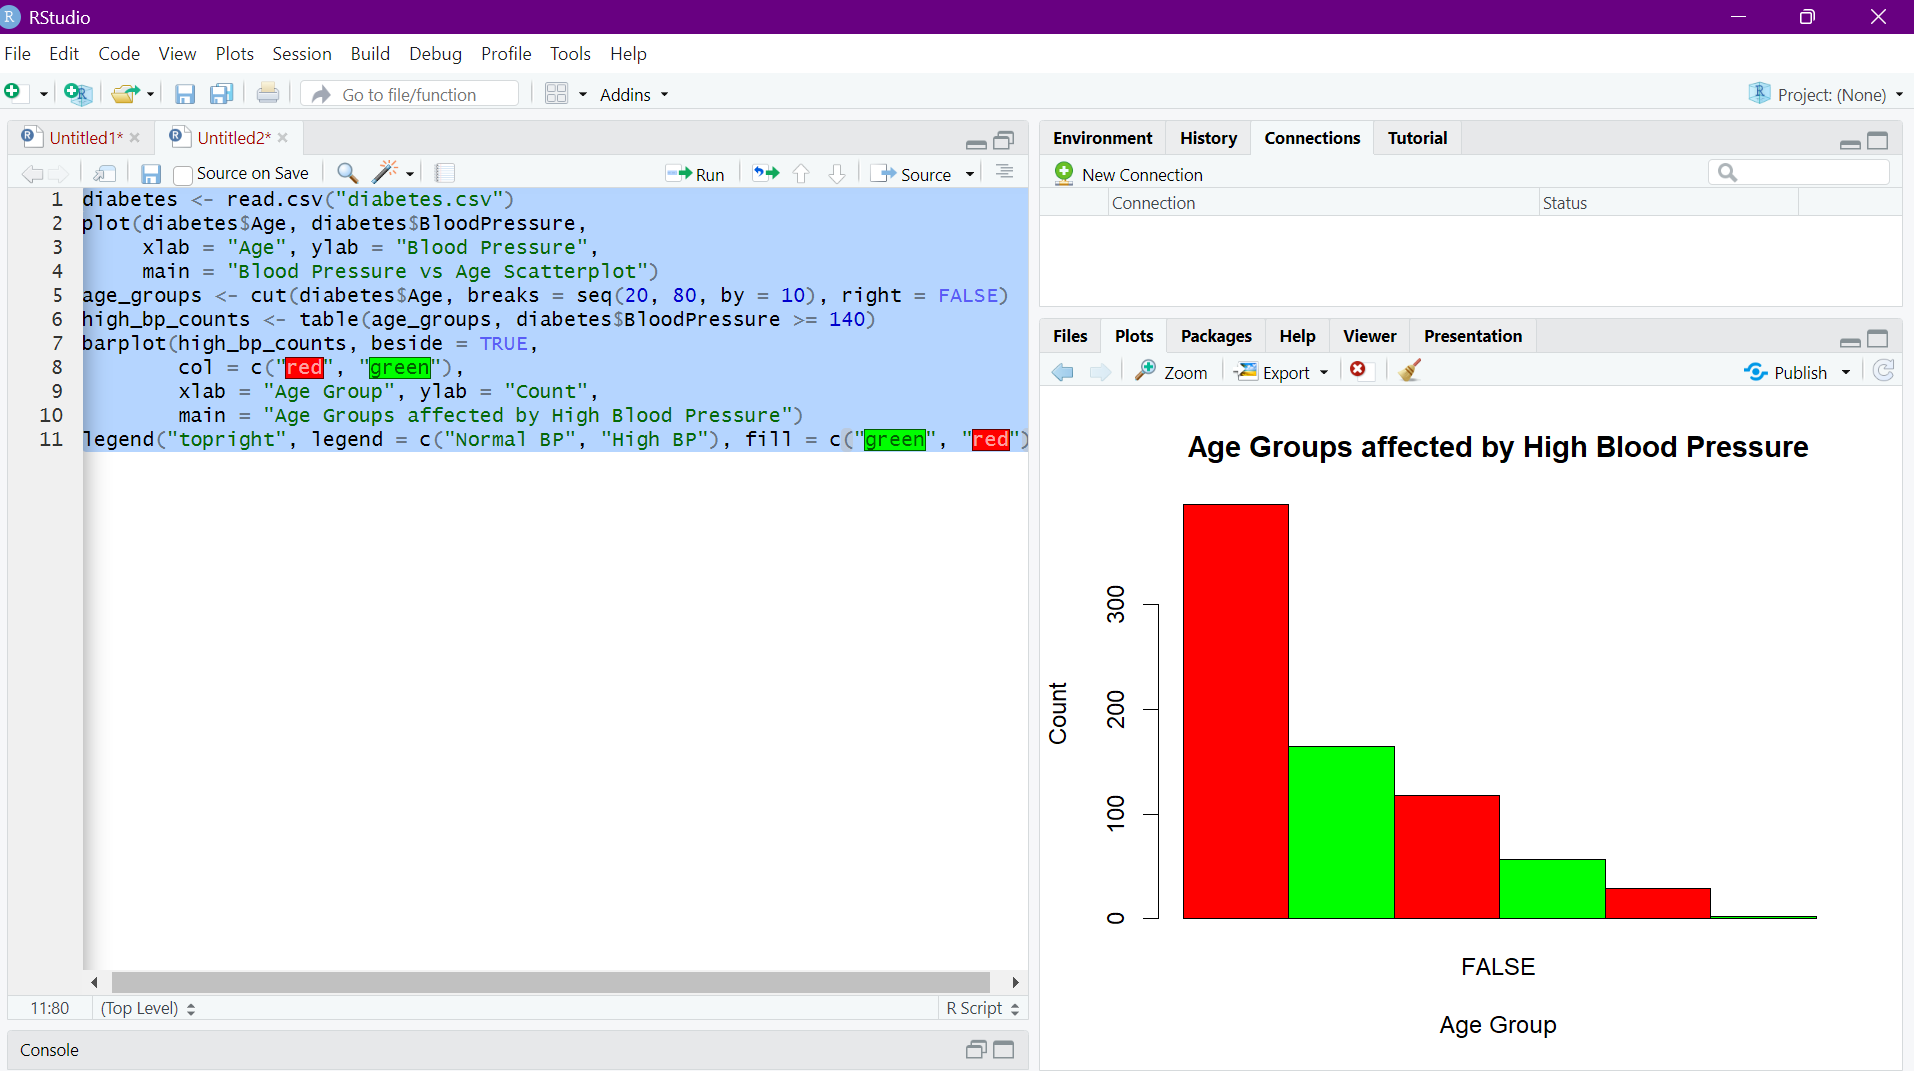 RStudio
File Edit Code View Plots Session Build Debug Profile Tools Help
Go to file/function Addins Project: (None)
Untitled1* Untitled2*
Source on Save Run Source
1 diabetes <- read.csv("diabetes.csv")
2 plot(diabetes$Age, diabetes$BloodPressure,
3 xlab = "Age", ylab = "Blood Pressure",
4 main = "Blood Pressure vs Age Scatterplot")
5 age_groups <- cut(diabetes$Age, breaks = seq(20, 80, by = 10), right = FALSE)
6 high_bp_counts <- table(age_groups, diabetes$BloodPressure >= 140)
7 barplot(high_bp_counts, beside = TRUE,
8 col = c("red", "green"),
9 xlab = "Age Group", ylab = "Count",
10 main = "Age Groups affected by High Blood Pressure")
11 legend("topright", legend = c("Normal BP", "High BP"), fill = c("green", "red")
11:80 (Top Level) R Script
Console
Environment History Connections Tutorial
New Connection
Connection Status
Files Plots Packages Help Viewer Presentation
Zoom Export Publish
Age Groups affected by High Blood Pressure
Count
300
200
100
0
FALSE
Age Group